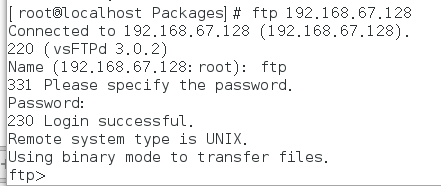 [root@localhost Packages]# ftp 192.168.67.128
Connected to 192.168.67.128 (192.168.67.128).
220 (vsFTPd 3.0.2)
Name (192.168.67.128:root): ftp
331 Please specify the password.
Password:
230 Login successful.
Remote system type is UNIX.
Using binary mode to transfer files.
ftp>